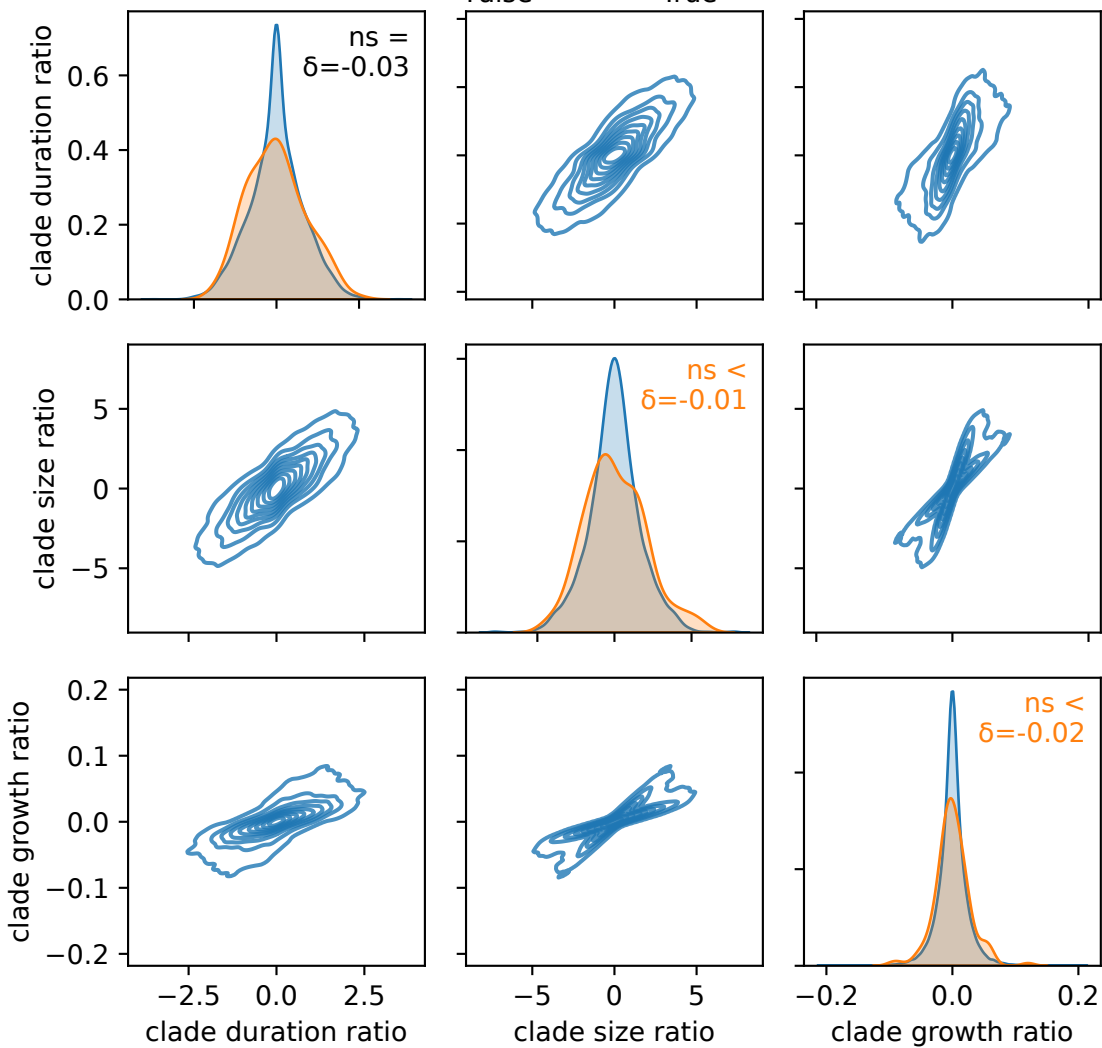 clade duration ratio
0.6
0.4
0.2
0.0
ns =
δ=-0.03
clade size ratio
5
0
−5
ns <
δ=-0.01
clade growth ratio
0.2
0.1
0.0
−0.1
−0.2
ns <
δ=-0.02
−2.5 0.0 2.5
−5 0 5
−0.2 0.0 0.2
clade duration ratio
clade size ratio
clade growth ratio